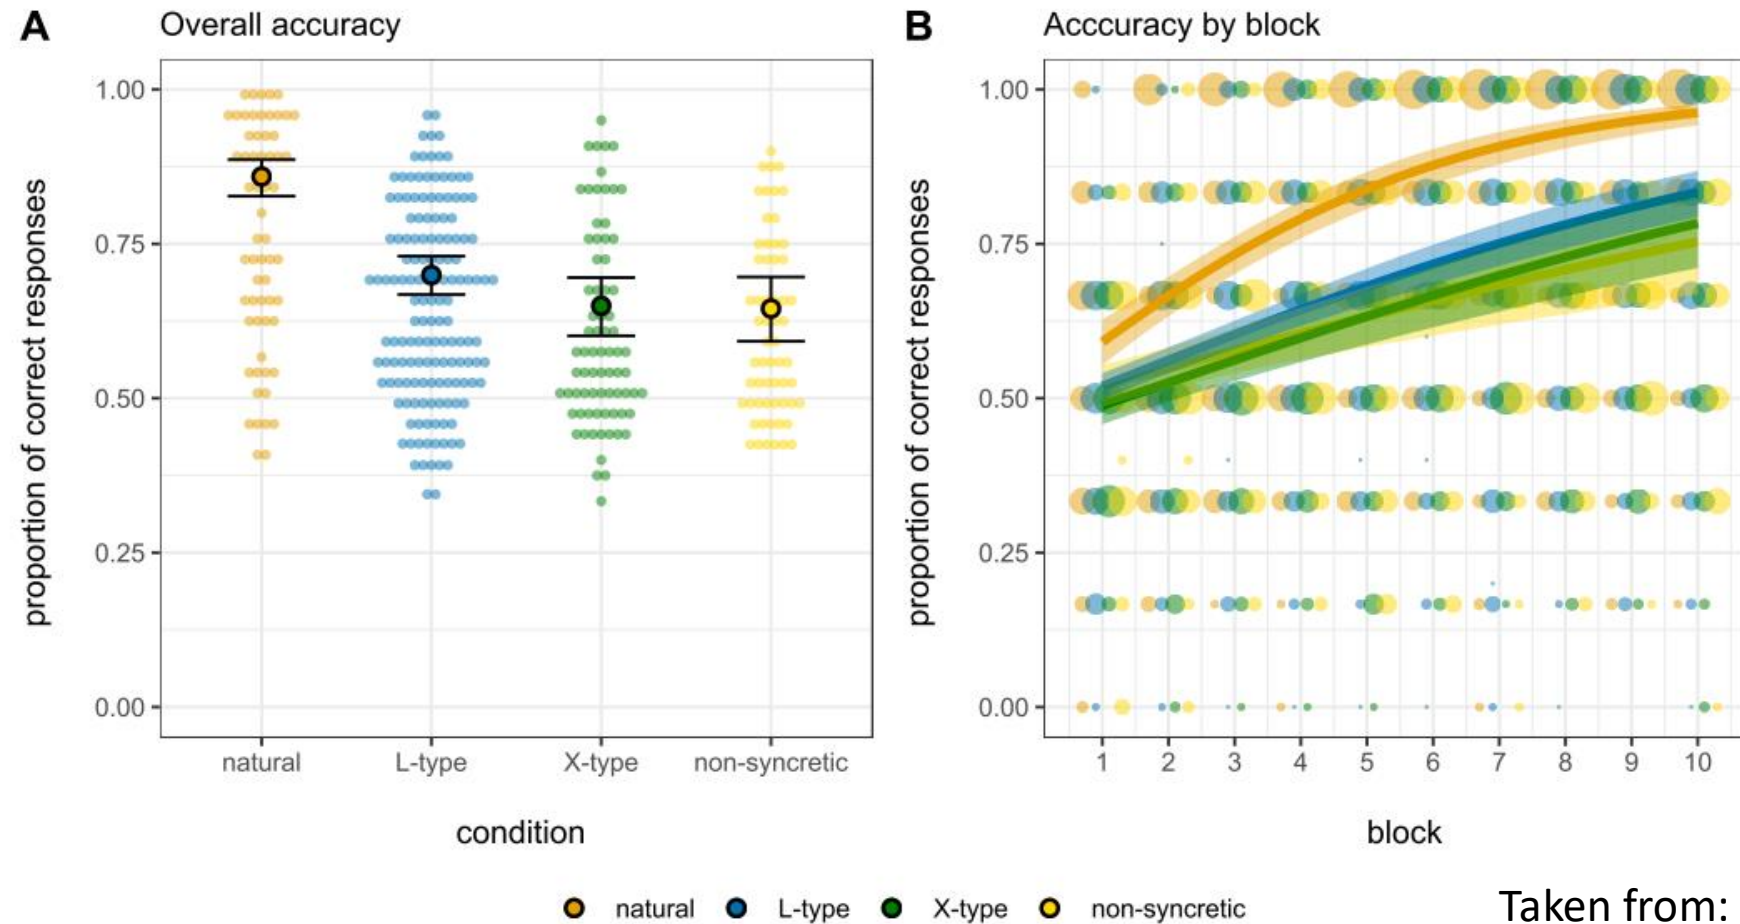 A Overall accuracy
proportion of correct responses
1.00
0.75
0.50
0.25
0.00
natural L-type X-type non-syncretic
condition
B Acccuracy by block
proportion of correct responses
1.00
0.75
0.50
0.25
0.00
1 2 3 4 5 6 7 8 9 10
block
natural L-type X-type non-syncretic
Taken from: